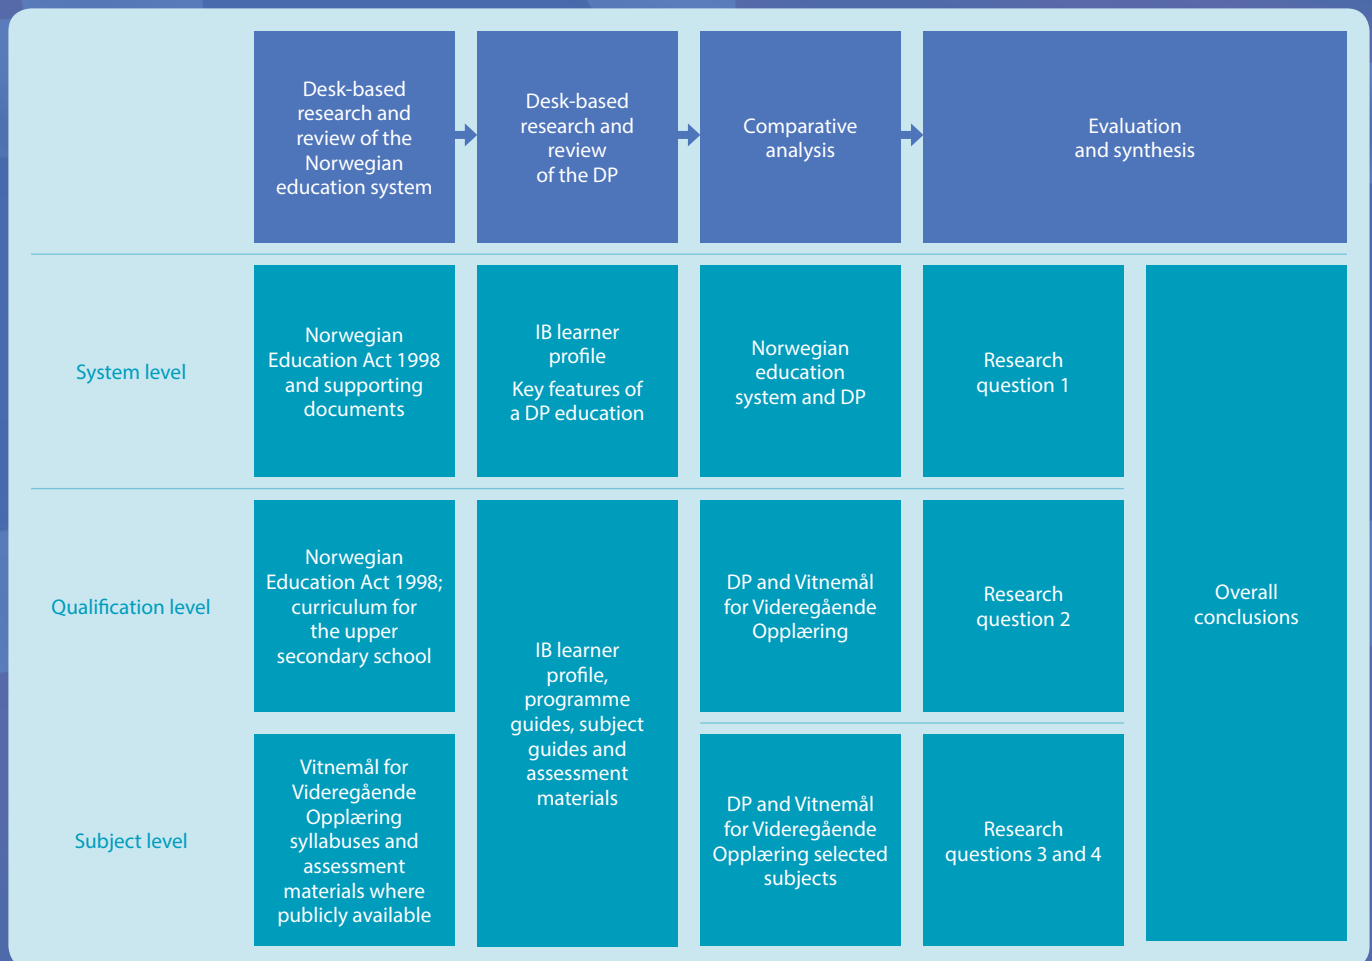 Desk-based
research and
review of the
Norwegian
education system
Desk-based
research and
review
of the DP
Comparative
analysis
Evaluation
and synthesis
System level
Norwegian
Education Act 1998
and supporting
documents
IB learner
profile
Key features of
a DP education
Norwegian
education
system and DP
Research
question 1
Qualification level
Norwegian
Education Act 1998;
curriculum for
the upper
secondary school
IB learner
profile,
programme
guides, subject
guides and
assessment
materials
DP and Vitnemål
for Videregående
Opplæring
Research
question 2
Overall
conclusions
Subject level
Vitnemål for
Videregående
Opplæring
syllabuses and
assessment
materials where
publicly available
DP and Vitnemål
for Videregående
Opplæring selected
subjects
Research
questions 3 and 4